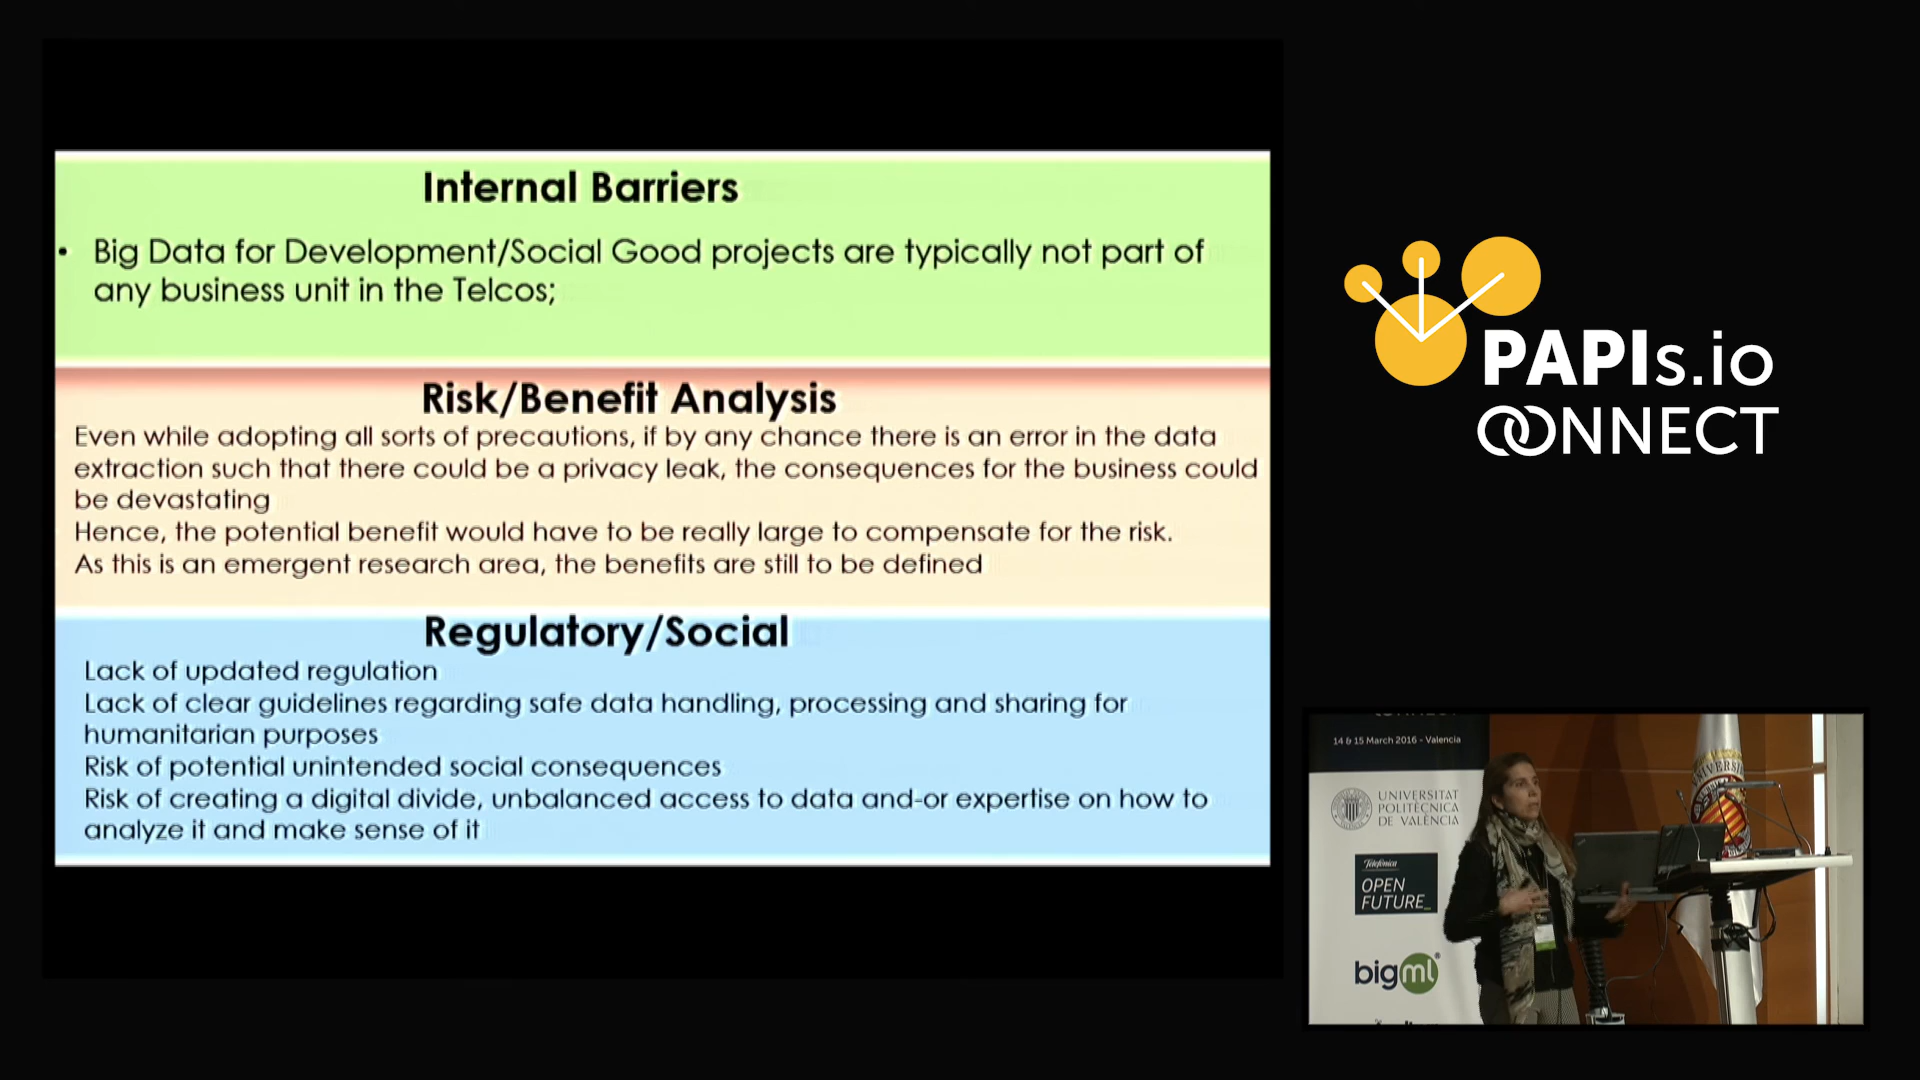 Internal Barriers
• Big Data for Development/Social Good projects are typically not part of
any business unit in the Telcos;
Risk/Benefit Analysis
Even while adopting all sorts of precautions, if by any chance there is an error in the data
extraction such that there could be a privacy leak, the consequences for the business could
be devastating
Hence, the potential benefit would have to be really large to compensate for the risk.
As this is an emergent research area, the benefits are still to be defined
Regulatory/Social
Lack of updated regulation
Lack of clear guidelines regarding safe data handling, processing and sharing for
humanitarian purposes
Risk of potential unintended social consequences
Risk of creating a digital divide, unbalanced access to data and-or expertise on how to
analyze it and make sense of it
PAPIs.io
CONNECT
14 & 15 March 2016 - Valencia
UNIVERSITAT
POLITÈCNICA
DE VALÈNCIA
Telefónica
OPEN
FUTURE_
bigml